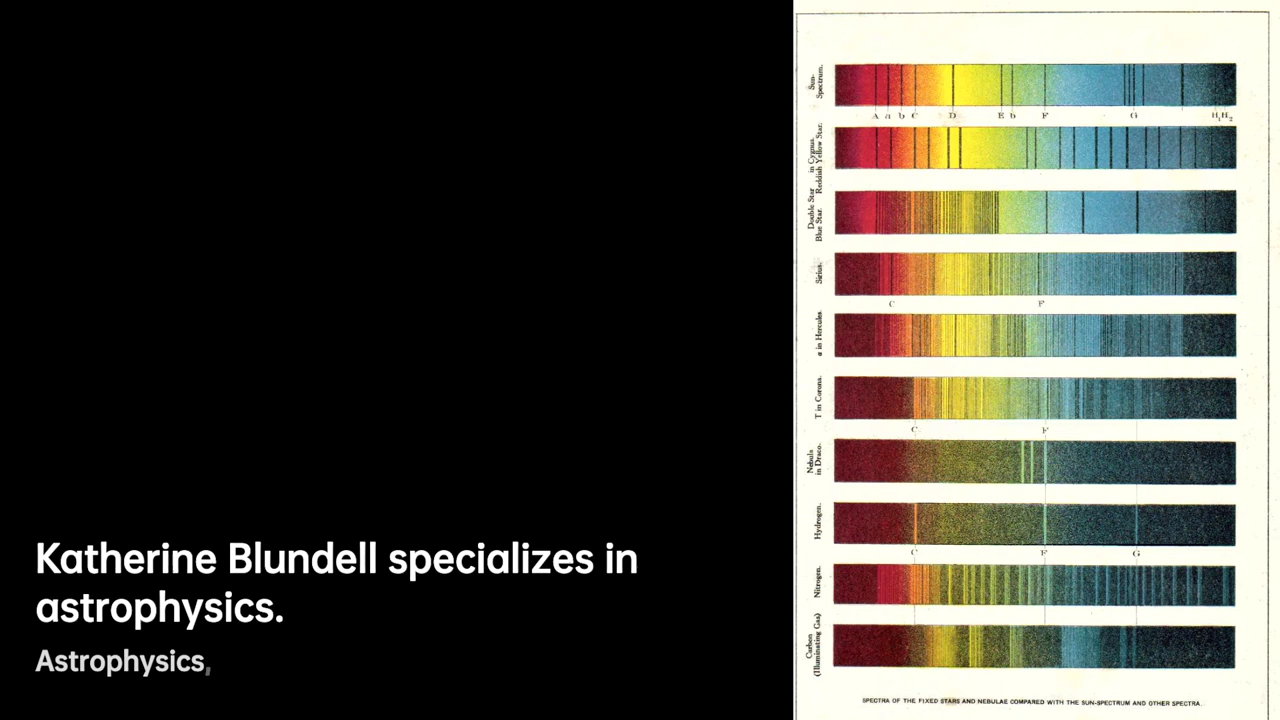 Katherine Blundell specializes in
astrophysics.
Astrophysics,
Sun-
Spectrum.
A a b C D E b F G H₁H₂
in Cygnus.
Reddish Yellow Star.
Double Star
Blue Star.
Sirius.
C F
α in Hercules.
T in Corona.
C F
Nebula
in Draco.
Hydrogen.
C F G
Nitrogen.
Carbon
(Illuminating Gas)
SPECTRA OF THE FIXED STARS AND NEBULAE COMPARED WITH THE SUN-SPECTRUM AND OTHER SPECTRA.